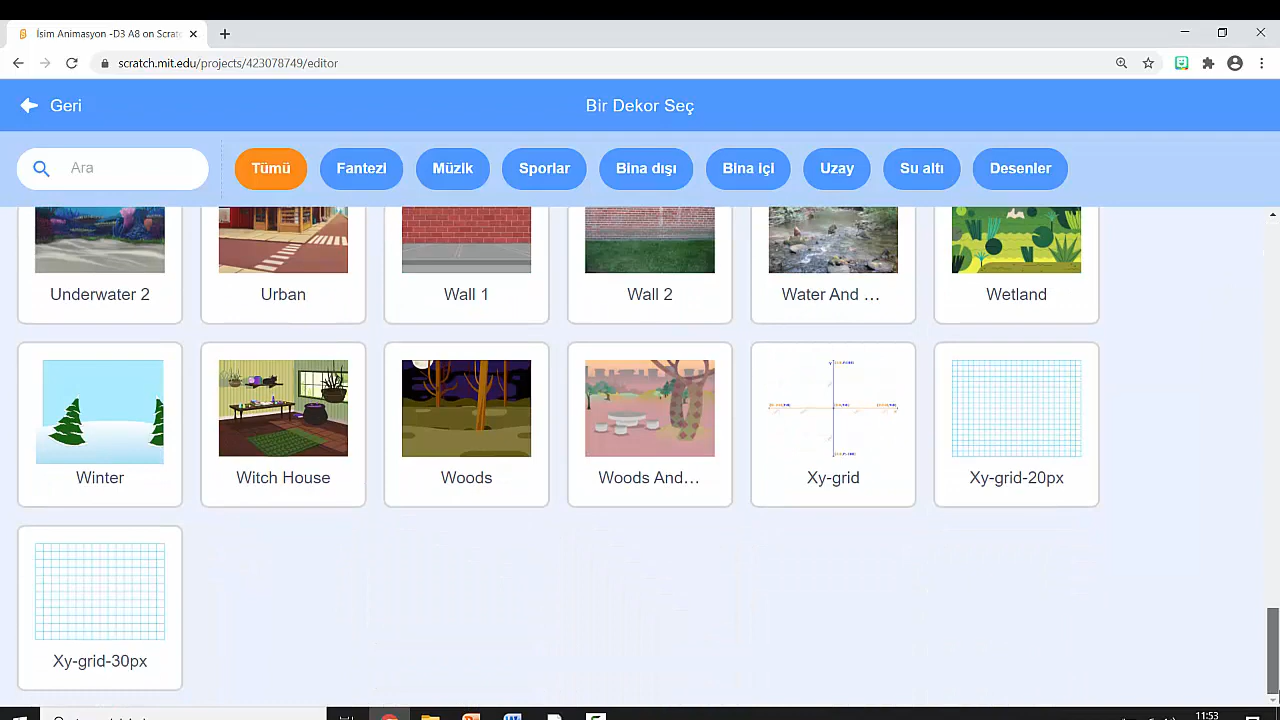 İsim Animasyon -D3 A8 on Scratc
scratch.mit.edu/projects/423078749/editor
Geri
Bir Dekor Seç
Ara
Tümü
Fantezi
Müzik
Sporlar
Bina dışı
Bina içi
Uzay
Su altı
Desenler
Underwater 2
Urban
Wall 1
Wall 2
Water And ...
Wetland
Winter
Witch House
Woods
Woods And...
Xy-grid
Xy-grid-20px
Xy-grid-30px
11:53